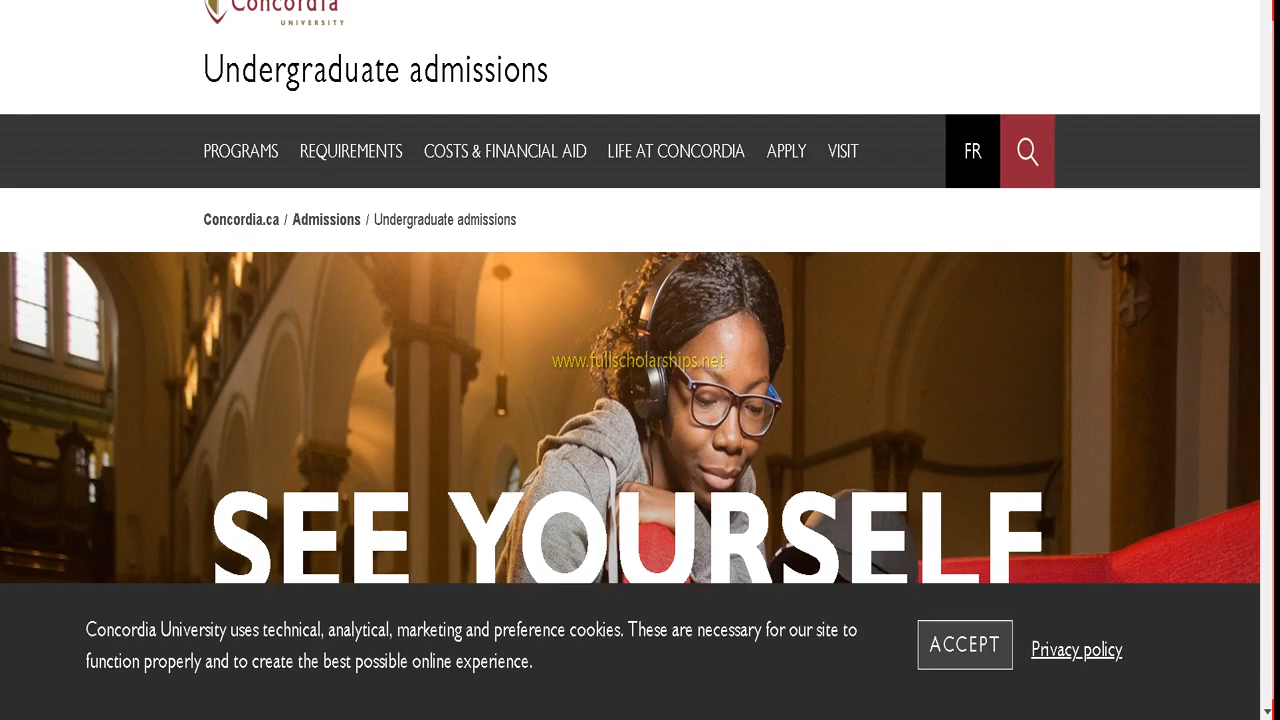 Concordia
UNIVERSITY
Undergraduate admissions
PROGRAMS REQUIREMENTS COSTS & FINANCIAL AID LIFE AT CONCORDIA APPLY VISIT FR
Concordia.ca / Admissions / Undergraduate admissions
www.fullscholarships.net
SEE YOURSELF
Concordia University uses technical, analytical, marketing and preference cookies. These are necessary for our site to
function properly and to create the best possible online experience.
ACCEPT
Privacy policy